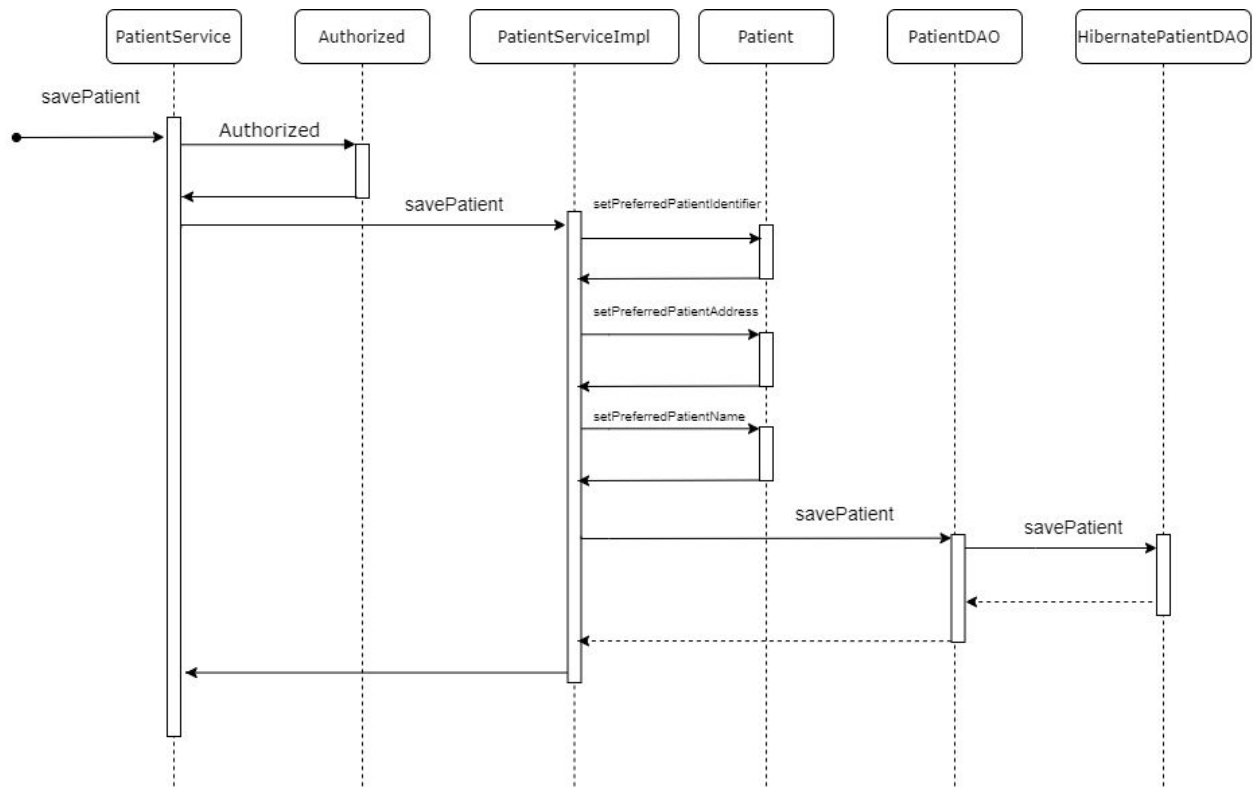 PatientService
Authorized
PatientServiceImpl
Patient
PatientDAO
HibernatePatientDAO
savePatient
Authorized
savePatient
setPreferredPatientIdentifier
setPreferredPatientAddress
setPreferredPatientName
savePatient
savePatient